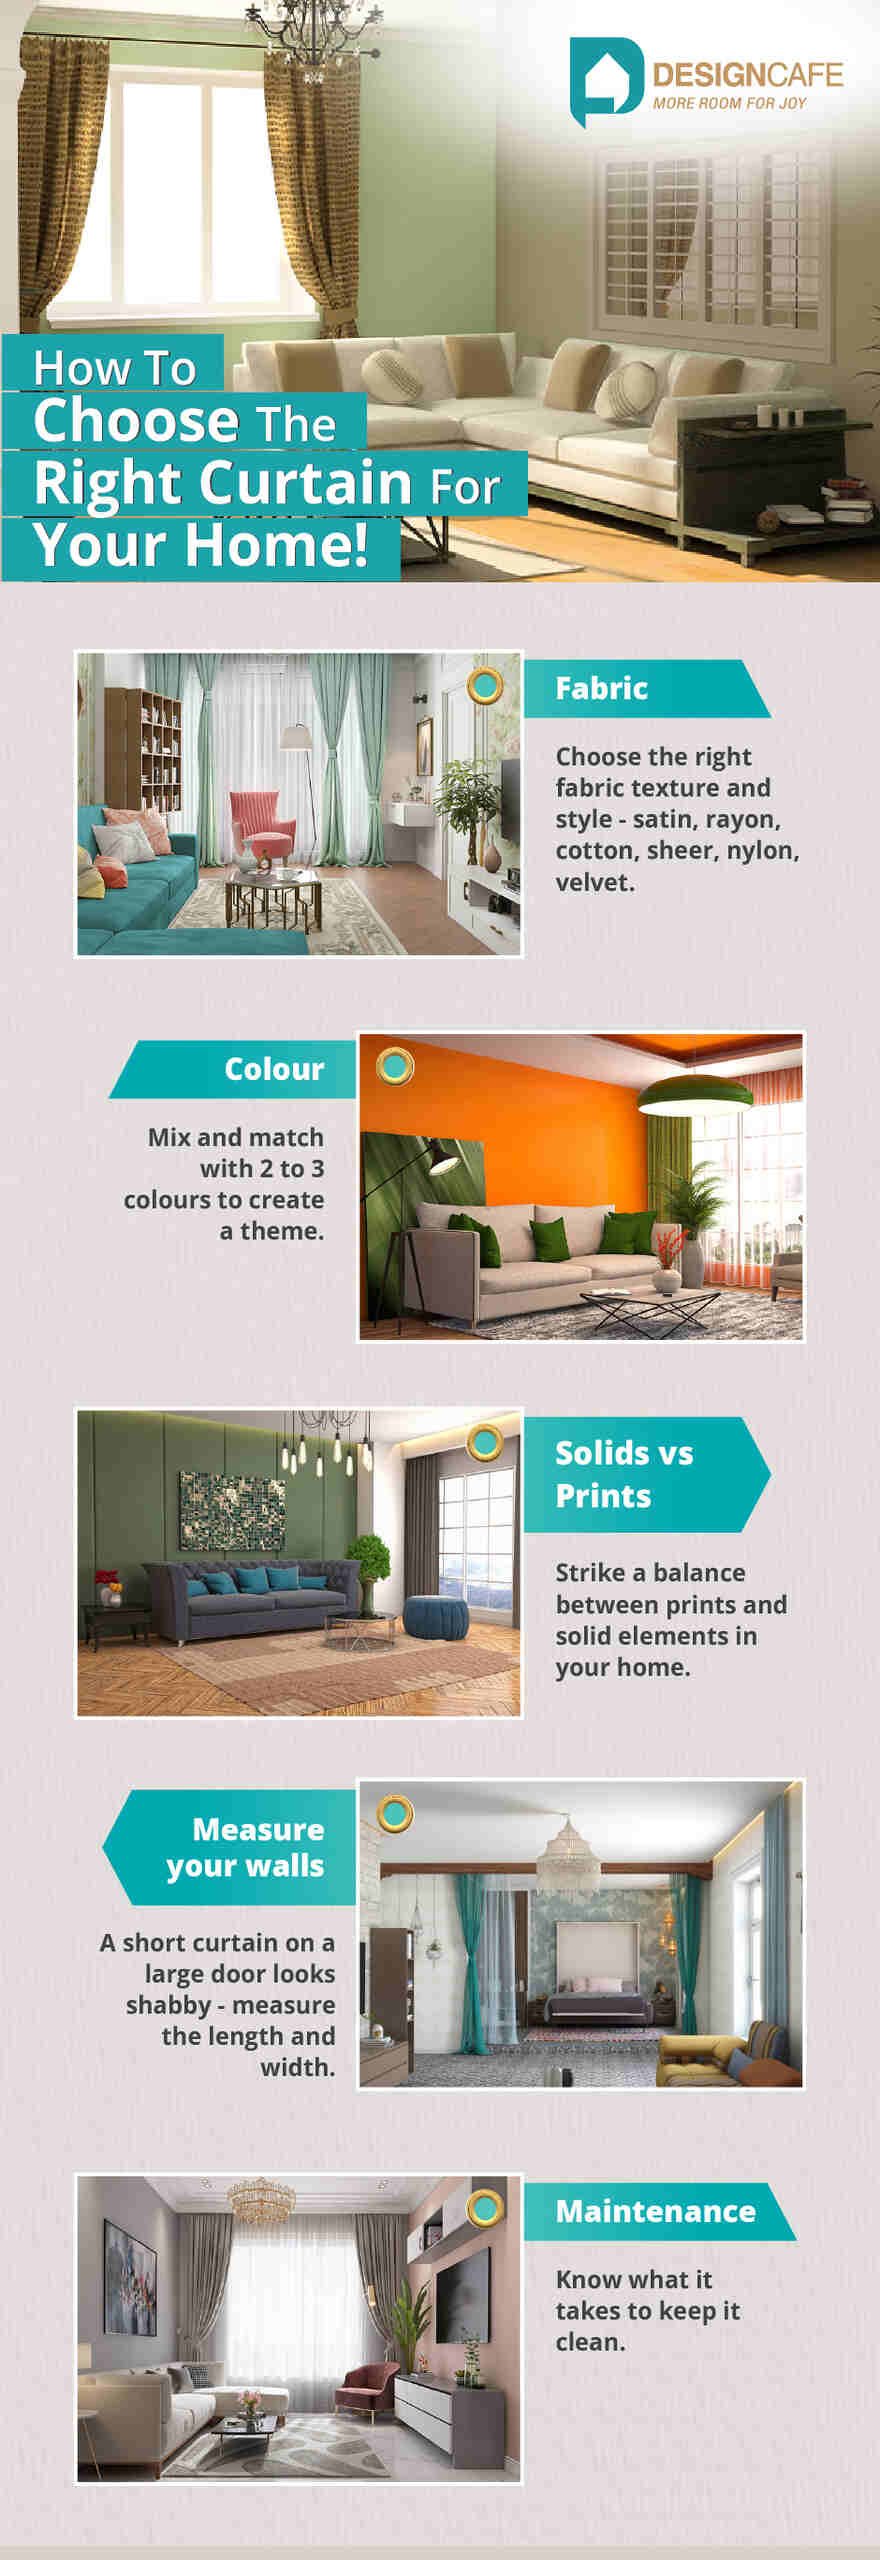 DESIGNCAFE
MORE ROOM FOR JOY
How To
Choose The
Right Curtain For
Your Home!
Fabric
Choose the right
fabric texture and
style - satin, rayon,
cotton, sheer, nylon,
velvet.
Colour
Mix and match
with 2 to 3
colours to create
a theme.
Solids vs
Prints
Strike a balance
between prints and
solid elements in
your home.
Measure
your walls
A short curtain on a
large door looks
shabby - measure
the length and
width.
Maintenance
Know what it
takes to keep it
clean.